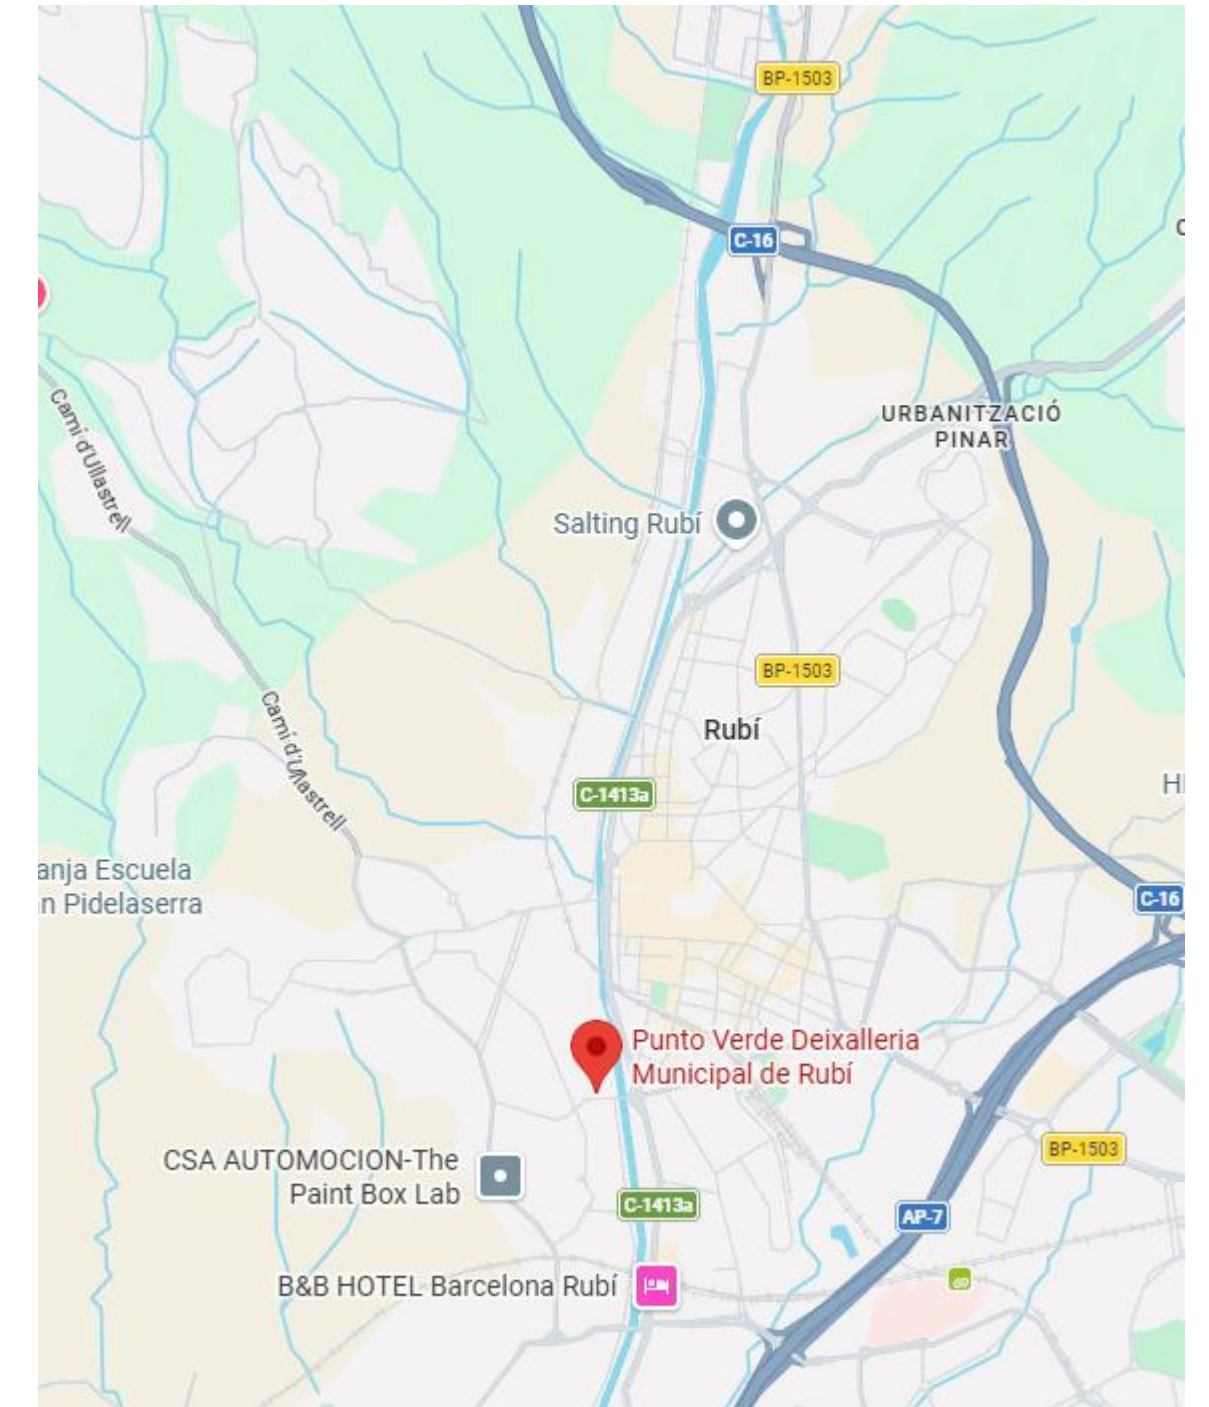 BP-1503
C-16
Camí d'Ullastrell
URBANITZACIÓ
PINAR
Salting Rubí
BP-1503
Rubí
Camí d'Ullastrell
C-1413a
anja Escuela
n Pidelaserra
C-16
Punto Verde Deixalleria
Municipal de Rubí
BP-1503
CSA AUTOMOCION-The
Paint Box Lab
C-1413a
AP-7
B&B HOTEL Barcelona Rubí